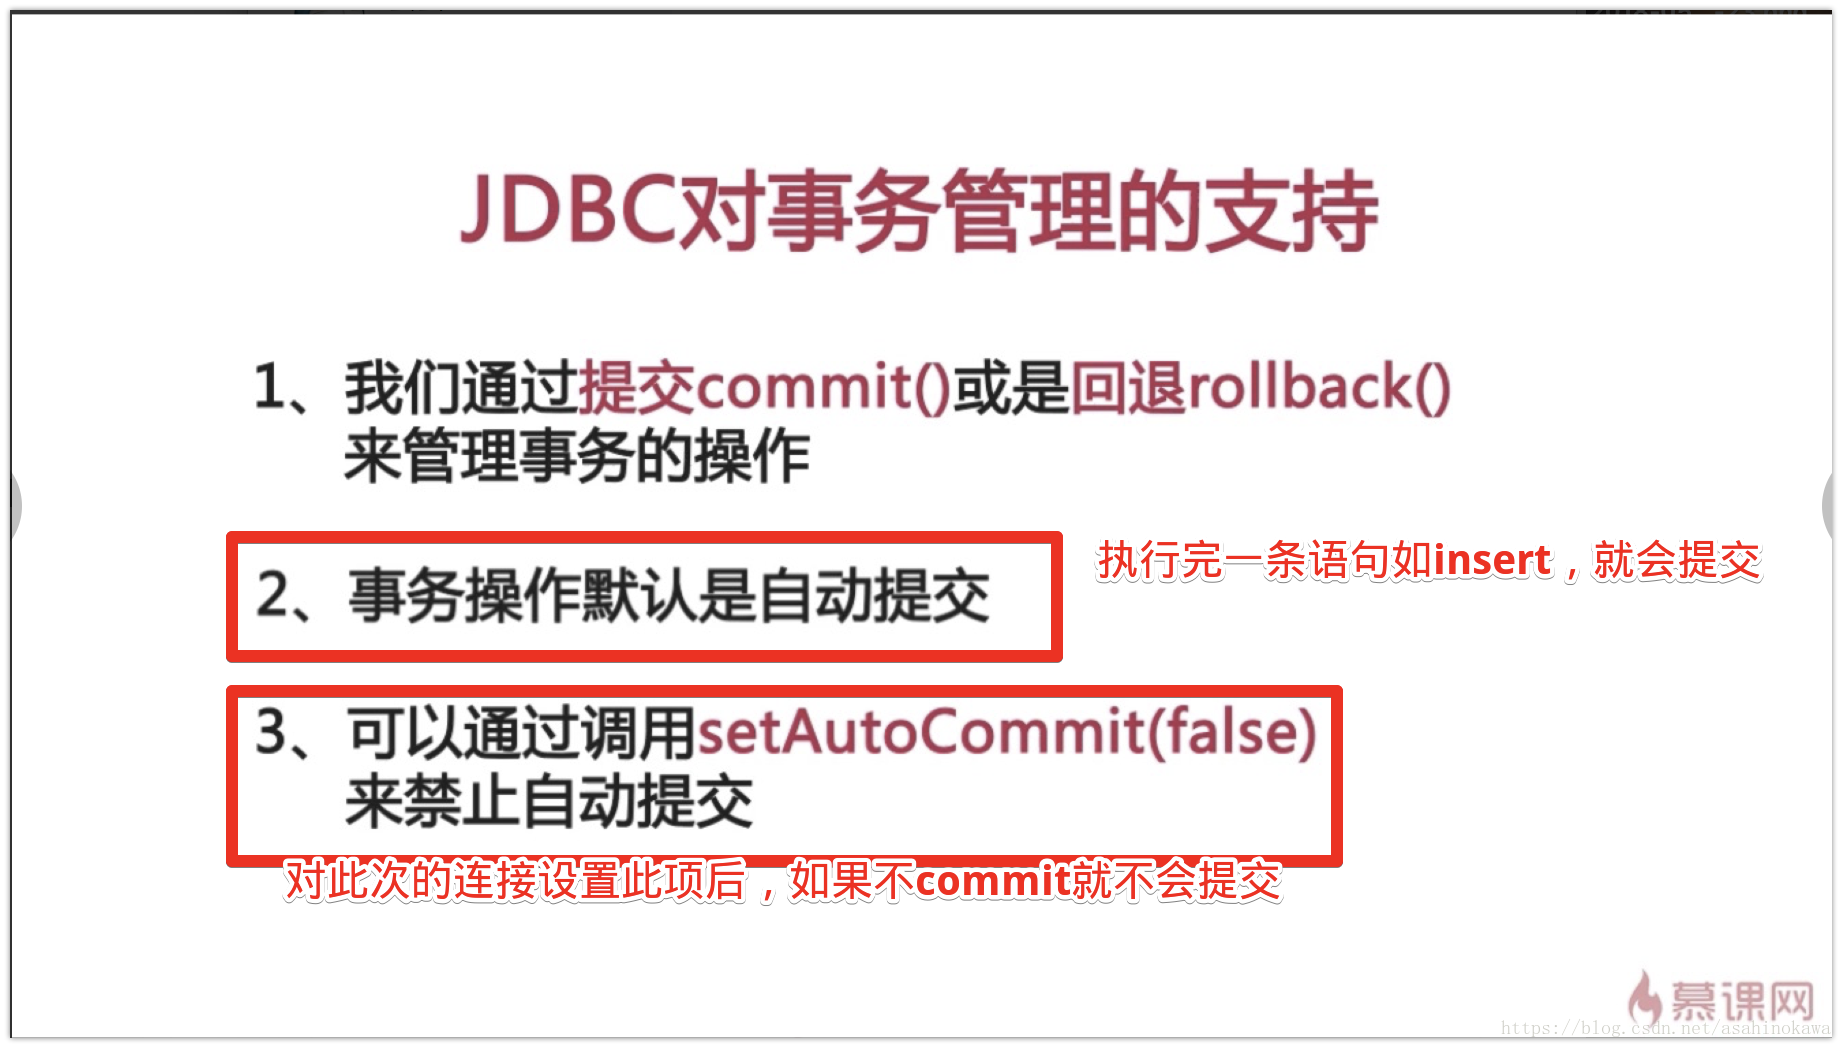 JDBC对事务管理的支持
1、我们通过提交commit()或是回退rollback()
来管理事务的操作
执行完一条语句如insert，就会提交
2、事务操作默认是自动提交
3、可以通过调用setAutoCommit(false)
来禁止自动提交
对此次的连接设置此项后，如果不commit就不会提交
慕课网
https://blog.csdn.net/asahinokawa